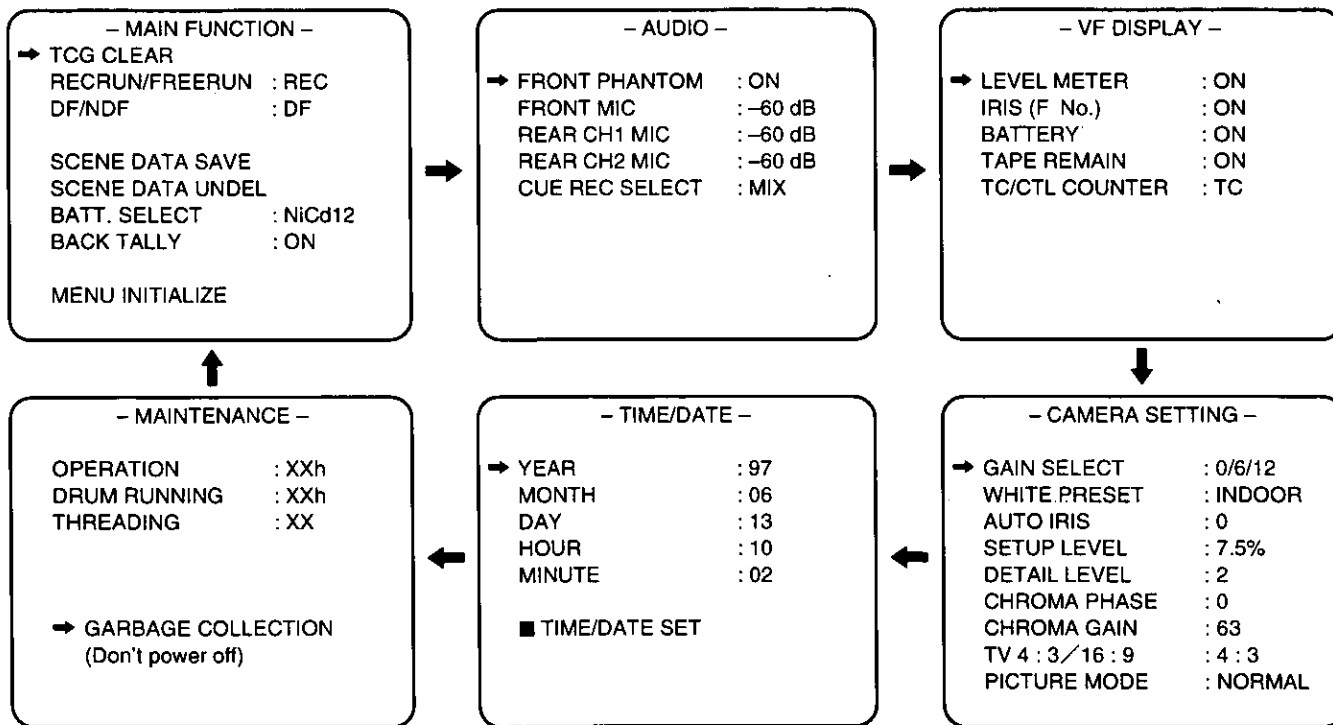 – MAIN FUNCTION –
➡ TCG CLEAR
RECRUN/FREERUN : REC
DF/NDF : DF
SCENE DATA SAVE
SCENE DATA UNDEL
BATT. SELECT : NiCd12
BACK TALLY : ON
MENU INITIALIZE
– AUDIO –
➡ FRONT PHANTOM : ON
FRONT MIC : –60 dB
REAR CH1 MIC : –60 dB
REAR CH2 MIC : –60 dB
CUE REC SELECT : MIX
– VF DISPLAY –
➡ LEVEL METER : ON
IRIS (F No.) : ON
BATTERY : ON
TAPE REMAIN : ON
TC/CTL COUNTER : TC
– MAINTENANCE –
OPERATION : XXh
DRUM RUNNING : XXh
THREADING : XX
➡ GARBAGE COLLECTION
(Don't power off)
– TIME/DATE –
➡ YEAR : 97
MONTH : 06
DAY : 13
HOUR : 10
MINUTE : 02
■ TIME/DATE SET
– CAMERA SETTING –
➡ GAIN SELECT : 0/6/12
WHITE PRESET : INDOOR
AUTO IRIS : 0
SETUP LEVEL : 7.5%
DETAIL LEVEL : 2
CHROMA PHASE : 0
CHROMA GAIN : 63
TV 4 : 3／16 : 9 : 4 : 3
PICTURE MODE : NORMAL